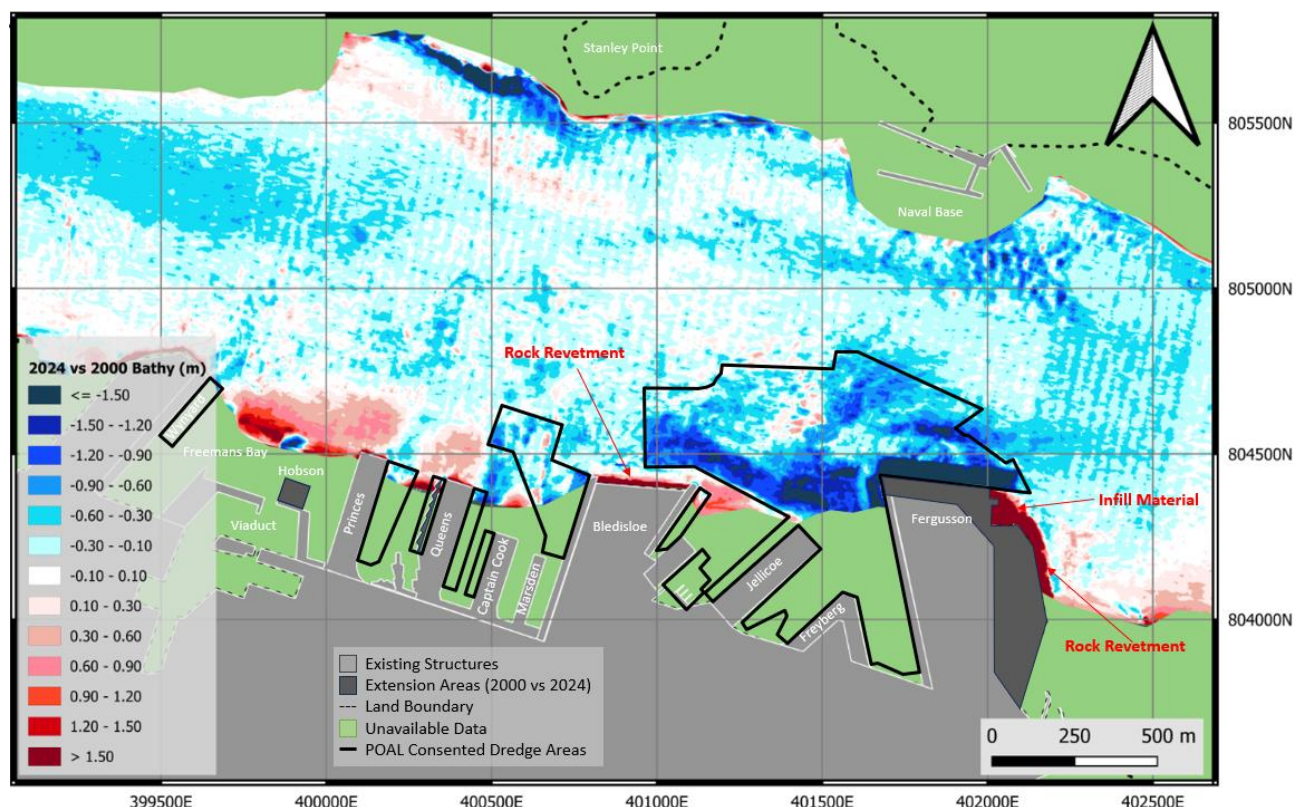 Stanley Point
805500N
Naval Base
805000N
Rock Revetment
2024 vs 2000 Bathy (m)
<= -1.50
-1.50 - -1.20
-1.20 - -0.90
-0.90 - -0.60
-0.60 - -0.30
-0.30 - -0.10
-0.10 - 0.10
0.10 - 0.30
0.30 - 0.60
0.60 - 0.90
0.90 - 1.20
1.20 - 1.50
> 1.50
Freemans Bay
Hobson
Viaduct
Princes
Queens
Captain Cook
Marsden
Bledisloe
Jellicoe
Freyberg
Fergusson
804500N
Infill Material
804000N
Rock Revetment
Existing Structures
Extension Areas (2000 vs 2024)
Land Boundary
Unavailable Data
POAL Consented Dredge Areas
0 250 500 m
399500E 400000E 400500E 401000E 401500E 402000E 402500E